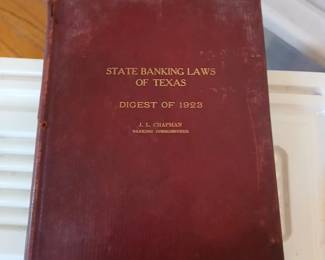 STATE BANKING LAWS
OF TEXAS
DIGEST OF 1923
J. L. CHAPMAN
BANKING COMMISSIONER